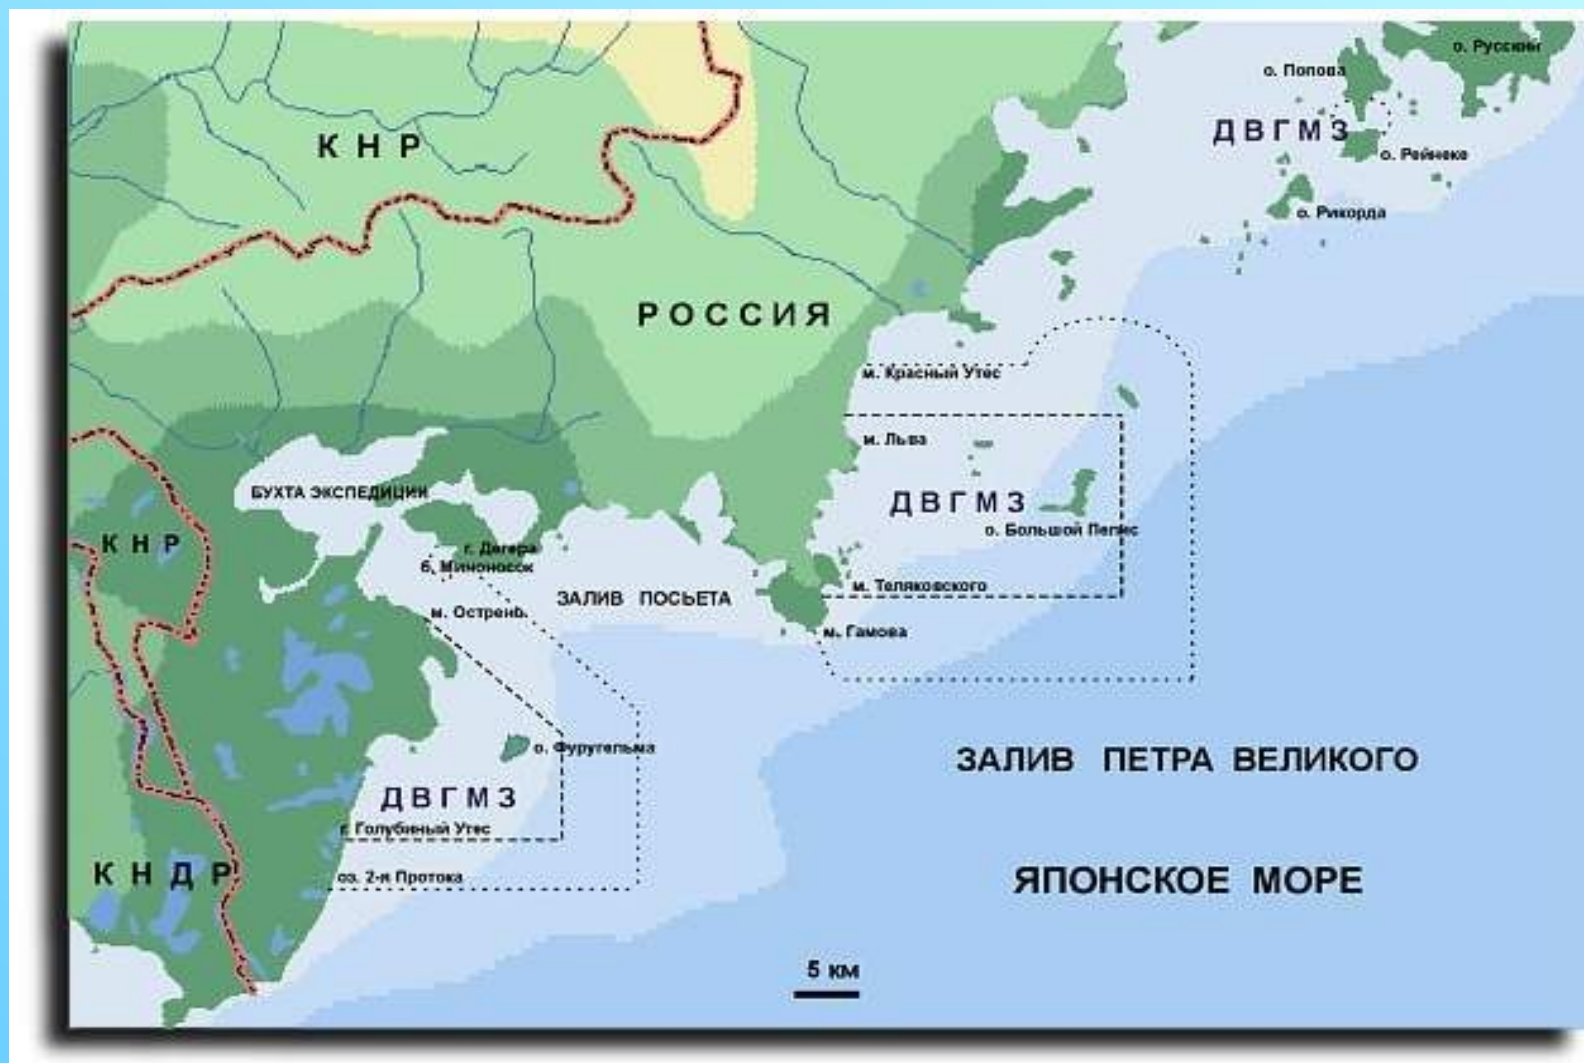 о. Русский
о. Попова
ДВГМЗ
КНР
о. Рейнеке
о. Рикорда
РОССИЯ
м. Красный Утес
м. Льва
БУХТА ЭКСПЕДИЦИИ
ДВГМЗ
о. Большой Пелис
КНР
г. Дегера
б. Миноносок
м. Теляковского
ЗАЛИВ ПОСЬЕТА
м. Остренб.
м. Гамова
о. Фуругельма
ЗАЛИВ ПЕТРА ВЕЛИКОГО
ДВГМЗ
г. Голубиный Утес
КНДР
оз. 2-я Протока
ЯПОНСКОЕ МОРЕ
5 км